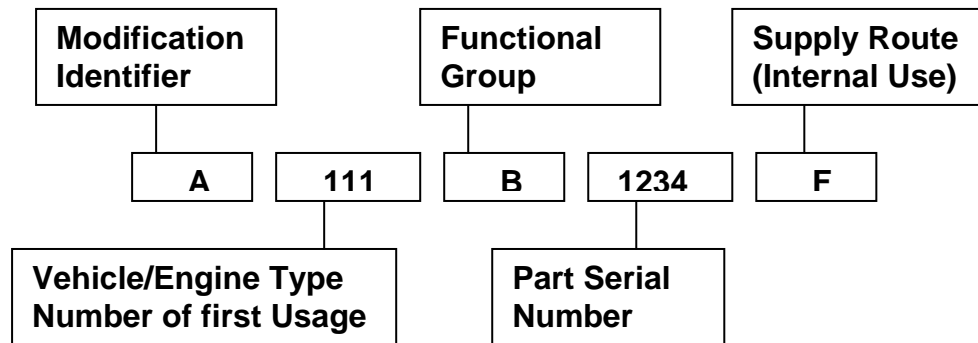 Modification
Identifier
Functional
Group
Supply Route
(Internal Use)
A 111 B 1234 F
Vehicle/Engine Type
Number of first Usage
Part Serial
Number